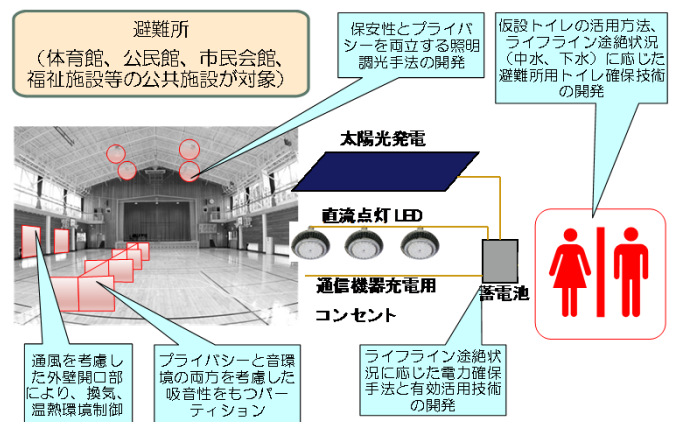 避難所
（体育館、公民館、市民会館、
福祉施設等の公共施設が対象）
保安性とプライバ
シーを両立する照明
調光手法の開発
仮設トイレの活用方法、
ライフライン途絶状況
（中水、下水）に応じた
避難所用トイレ確保技術
の開発
太陽光発電
直流点灯LED
通信機器充電用
コンセント
蓄電池
通風を考慮し
た外壁開口部
により、換気、
温熱環境制御
プライバシーと音環
境の両方を考慮した
吸音性をもつパー
ティション
ライフライン途絶状
況に応じた電力確保
手法と有効活用技術
の開発